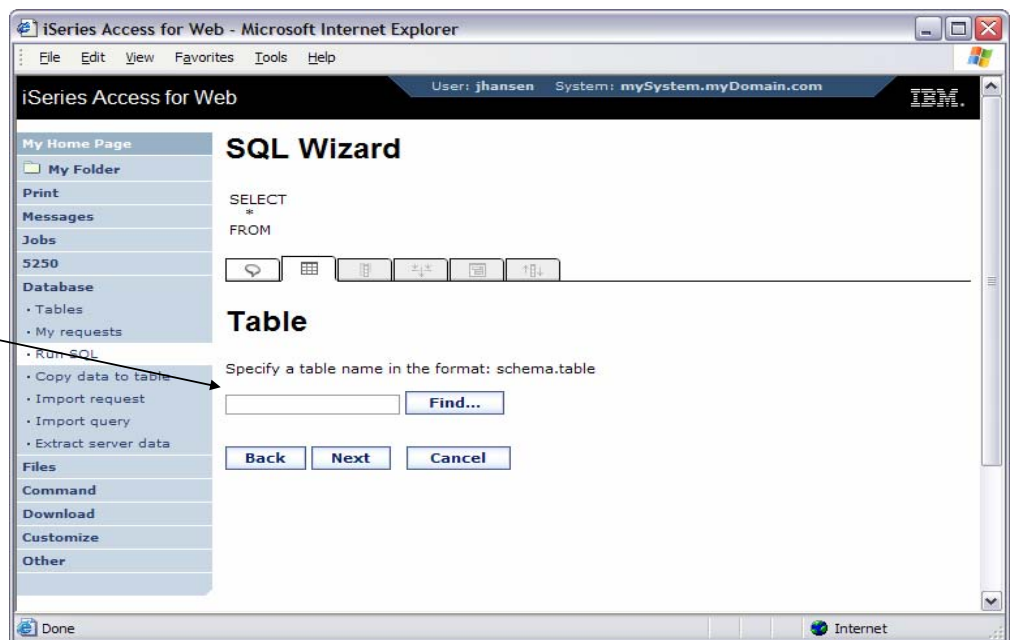 iSeries Access for Web - Microsoft Internet Explorer
File Edit View Favorites Tools Help
iSeries Access for Web
User: jhansen System: mySystem.myDomain.com
IBM.
My Home Page
My Folder
Print
Messages
Jobs
5250
Database
• Tables
• My requests
• Run SQL
• Copy data to table
• Import request
• Import query
• Extract server data
Files
Command
Download
Customize
Other
SQL Wizard
SELECT
*
FROM
Table
Specify a table name in the format: schema.table
Find...
Back Next Cancel
Done
Internet